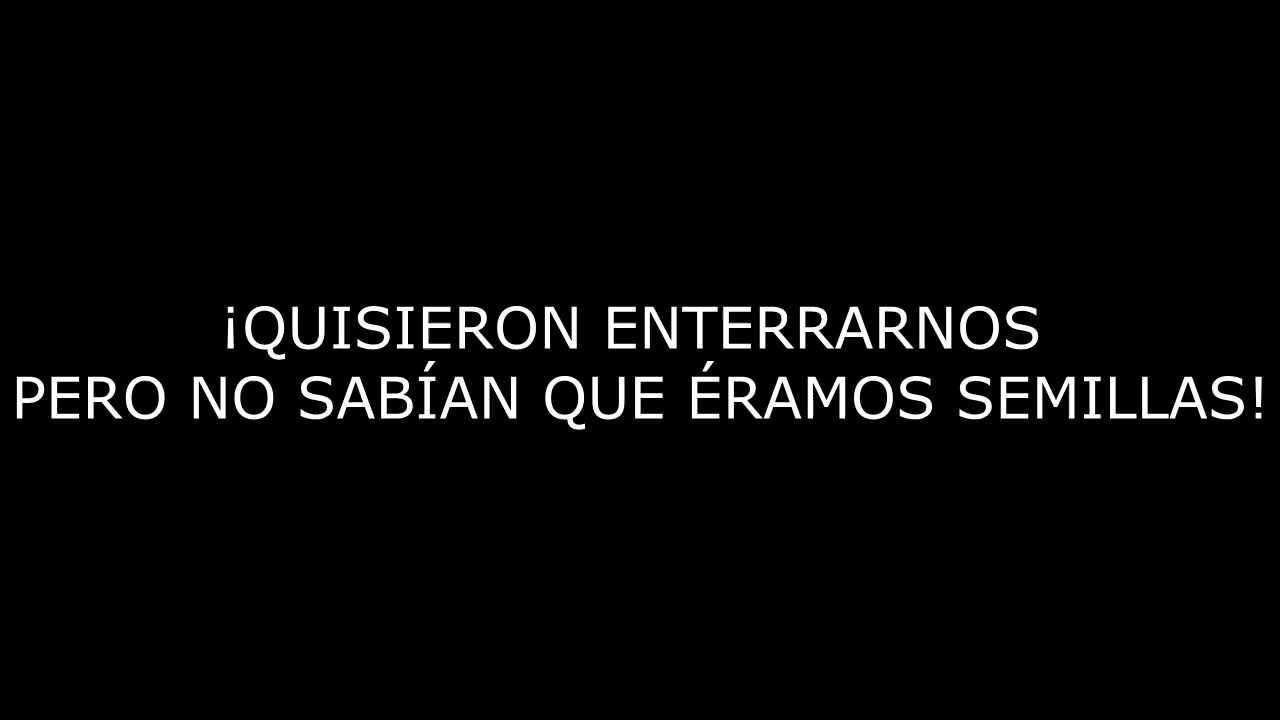 ¡QUISIERON ENTERRARNOS
PERO NO SABÍAN QUE ÉRAMOS SEMILLAS!